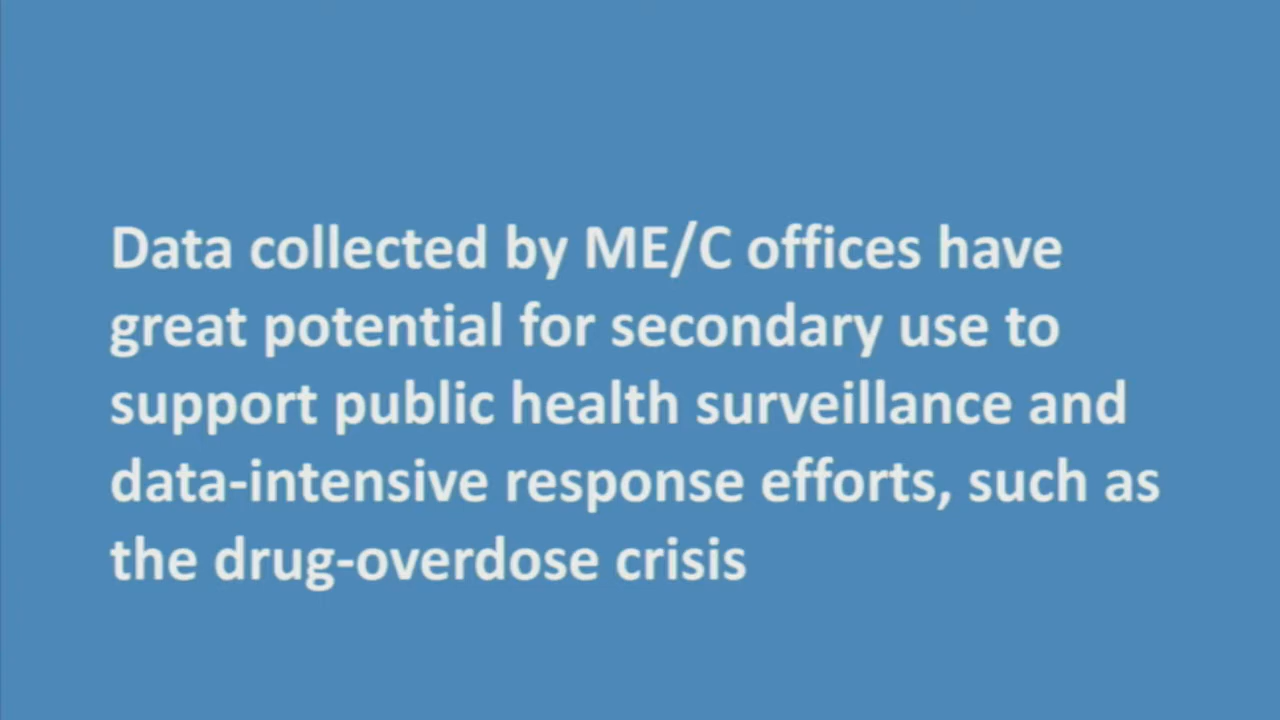 Data collected by ME/C offices have
great potential for secondary use to
support public health surveillance and
data-intensive response efforts, such as
the drug-overdose crisis